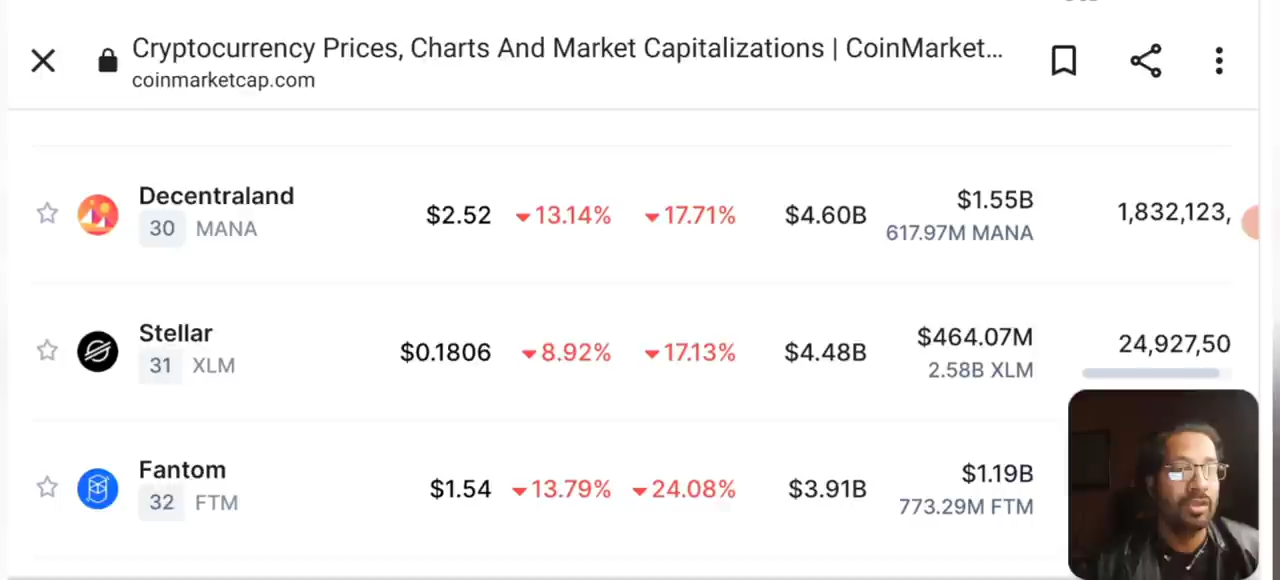 Cryptocurrency Prices, Charts And Market Capitalizations | CoinMarket...
coinmarketcap.com
Decentraland
30 MANA
$2.52 13.14% 17.71% $4.60B
$1.55B
617.97M MANA
1,832,123,
Stellar
31 XLM
$0.1806 8.92% 17.13% $4.48B
$464.07M
2.58B XLM
24,927,50
Fantom
32 FTM
$1.54 13.79% 24.08% $3.91B
$1.19B
773.29M FTM